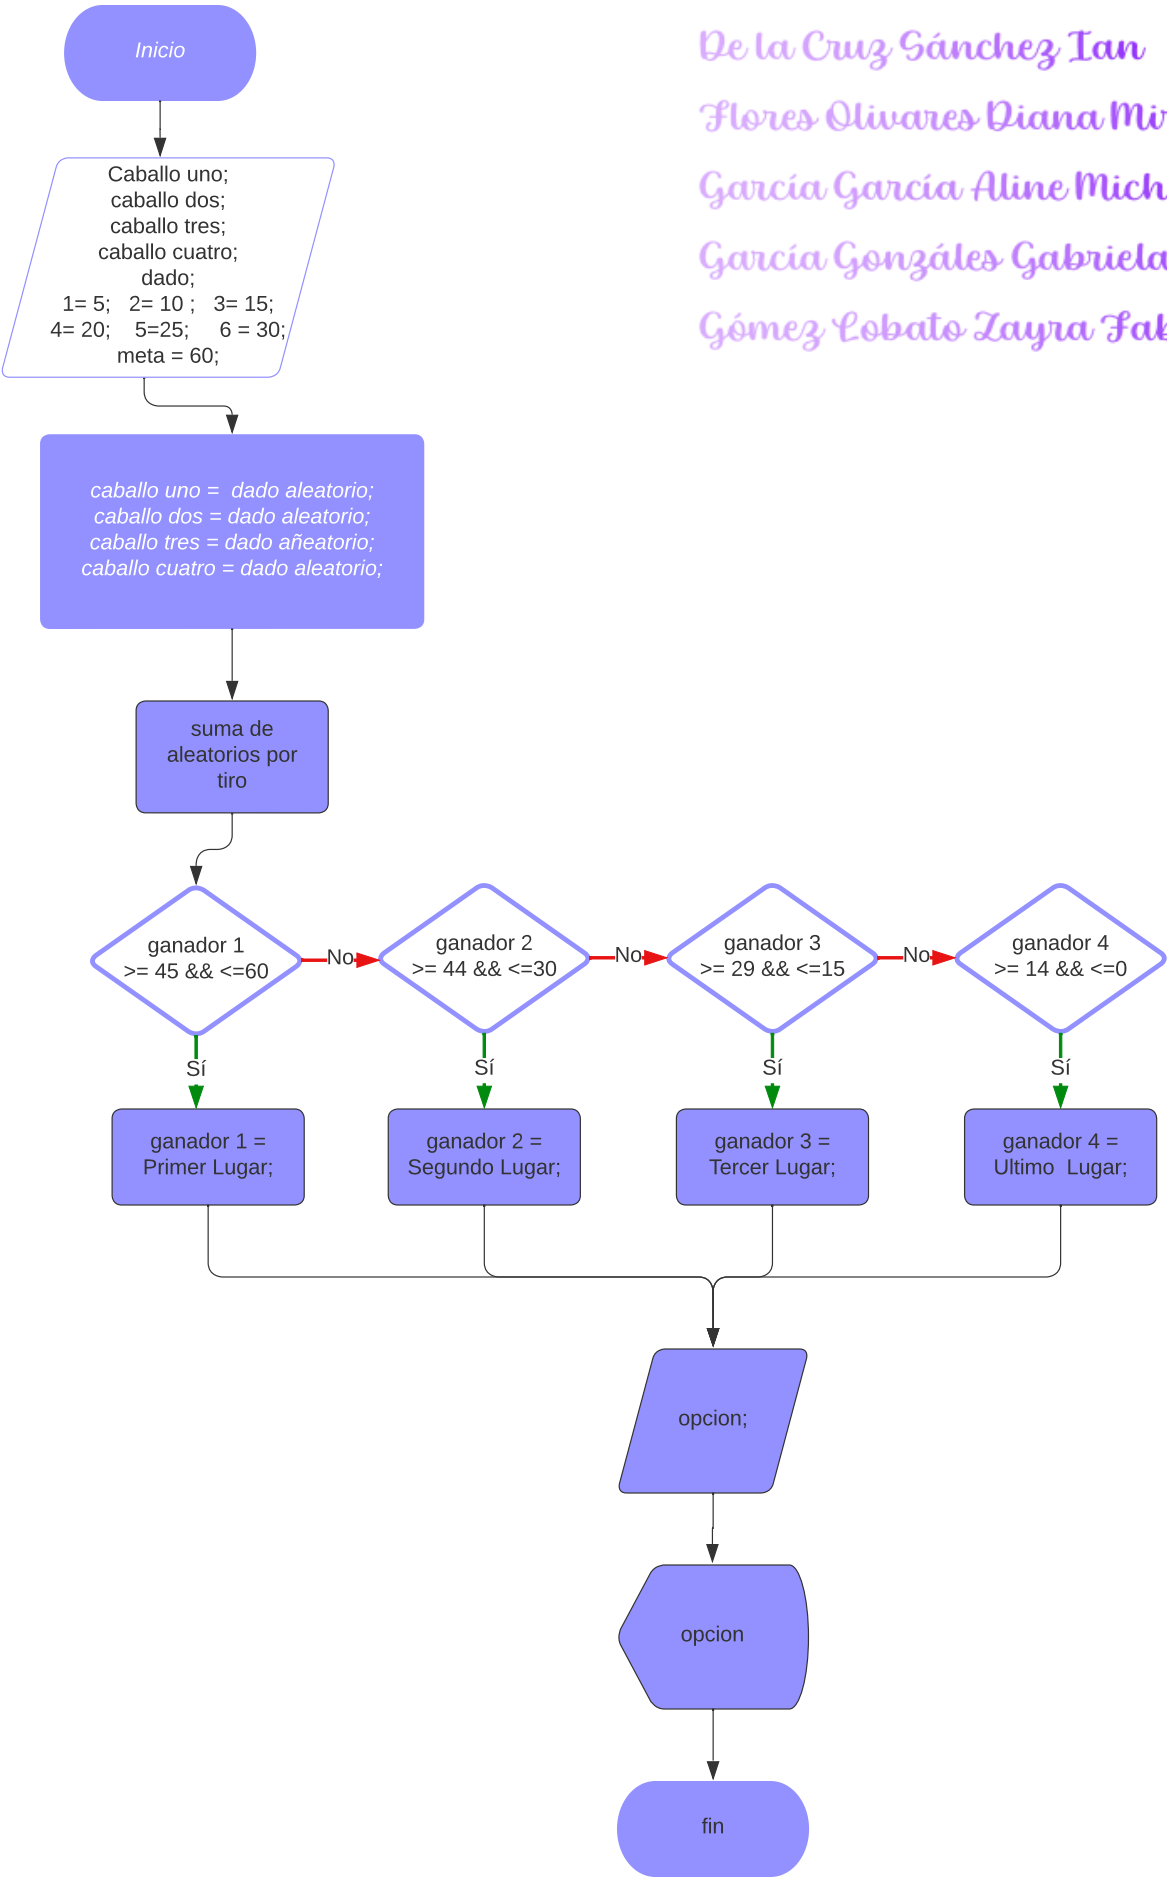 Inicio
De la Cruz Sánchez Ian
Flores Olivares Diana
García García Aline
García Gonzáles Gabriela
Gómez Lobato Zayra
Caballo uno;
caballo dos;
caballo tres;
caballo cuatro;
dado;
1= 5; 2= 10 ; 3= 15;
4= 20; 5=25; 6 = 30;
meta = 60;
caballo uno = dado aleatorio;
caballo dos = dado aleatorio;
caballo tres = dado añeatorio;
caballo cuatro = dado aleatorio;
suma de
aleatorios por
tiro
ganador 1
>= 45 && <=60
No
ganador 2
>= 44 && <=30
No
ganador 3
>= 29 && <=15
No
ganador 4
>= 14 && <=0
Sí
Sí
Sí
Sí
ganador 1 =
Primer Lugar;
ganador 2 =
Segundo Lugar;
ganador 3 =
Tercer Lugar;
ganador 4 =
Ultimo Lugar;
opcion;
opcion
fin